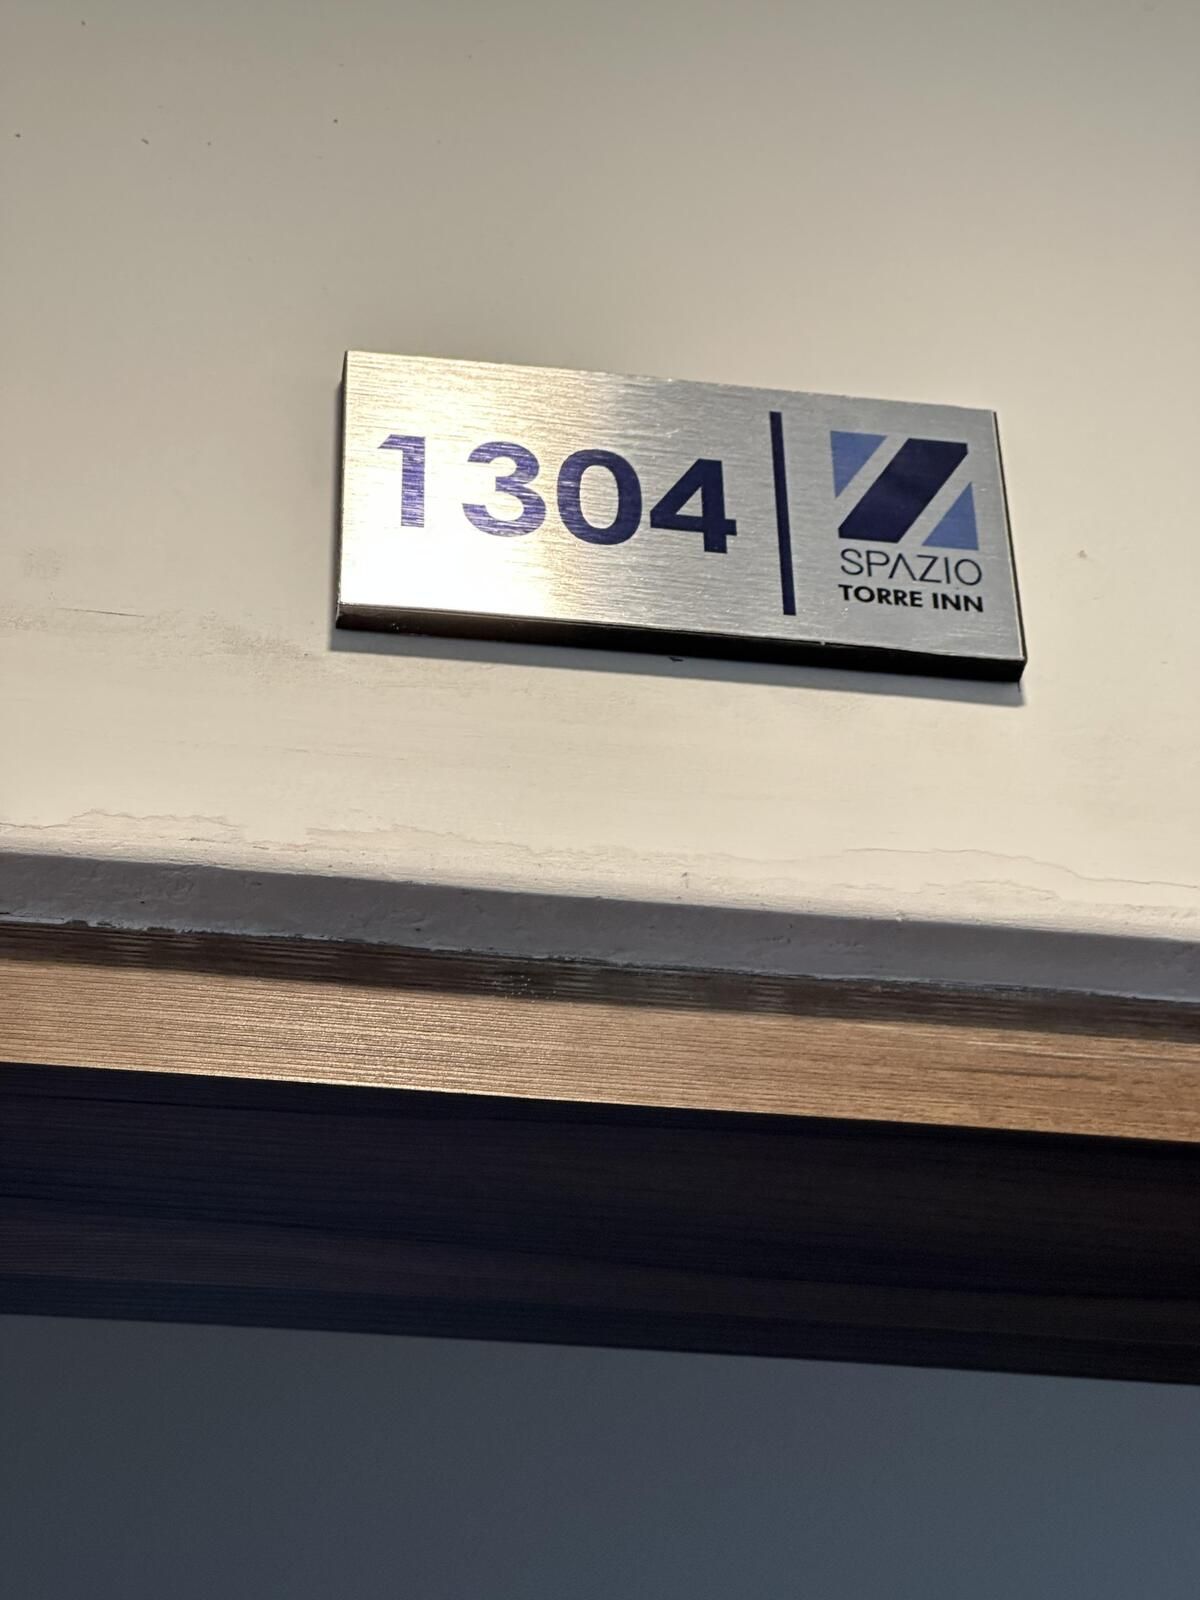 1304
SPAZIO
TORRE INN